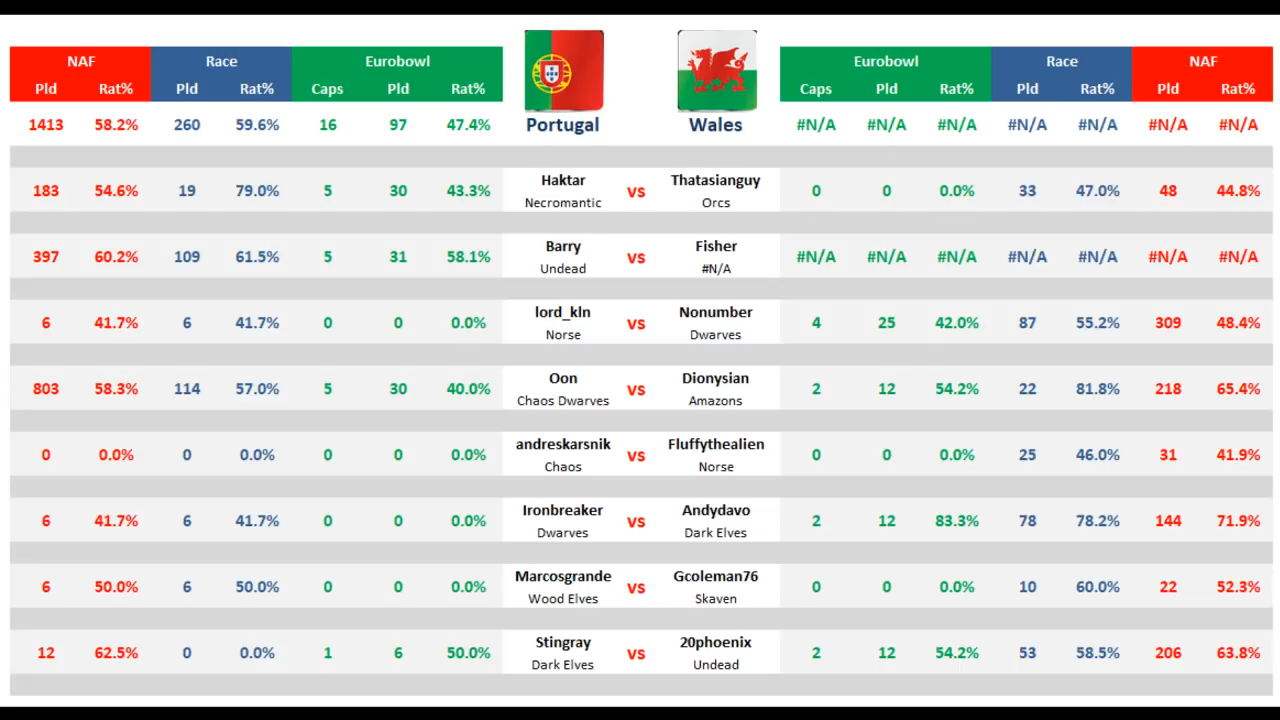 NAF Race Eurobowl Eurobowl Race NAF
Pld Rat% Pld Rat% Caps Pld Rat% Caps Pld Rat% Pld Rat% Pld Rat%
1413 58.2% 260 59.6% 16 97 47.4% Portugal Wales #N/A #N/A #N/A #N/A #N/A #N/A #N/A
Haktar Thatasianguy
183 54.6% 19 79.0% 5 30 43.3% vs 0 0 0.0% 33 47.0% 48 44.8%
Necromantic Orcs
Barry Fisher
397 60.2% 109 61.5% 5 31 58.1% vs #N/A #N/A #N/A #N/A #N/A #N/A #N/A
Undead #N/A
lord_kln Nonumber
6 41.7% 6 41.7% 0 0 0.0% vs 4 25 42.0% 87 55.2% 309 48.4%
Norse Dwarves
Oon Dionysian
803 58.3% 114 57.0% 5 30 40.0% vs 2 12 54.2% 22 81.8% 218 65.4%
Chaos Dwarves Amazons
andreskarsnik Fluffythealien
0 0.0% 0 0.0% 0 0 0.0% vs 0 0 0.0% 25 46.0% 31 41.9%
Chaos Norse
Ironbreaker Andydavo
6 41.7% 6 41.7% 0 0 0.0% vs 2 12 83.3% 78 78.2% 144 71.9%
Dwarves Dark Elves
Marcosgrande Gcoleman76
6 50.0% 6 50.0% 0 0 0.0% vs 0 0 0.0% 10 60.0% 22 52.3%
Wood Elves Skaven
Stingray 20phoenix
12 62.5% 0 0.0% 1 6 50.0% vs 2 12 54.2% 53 58.5% 206 63.8%
Dark Elves Undead